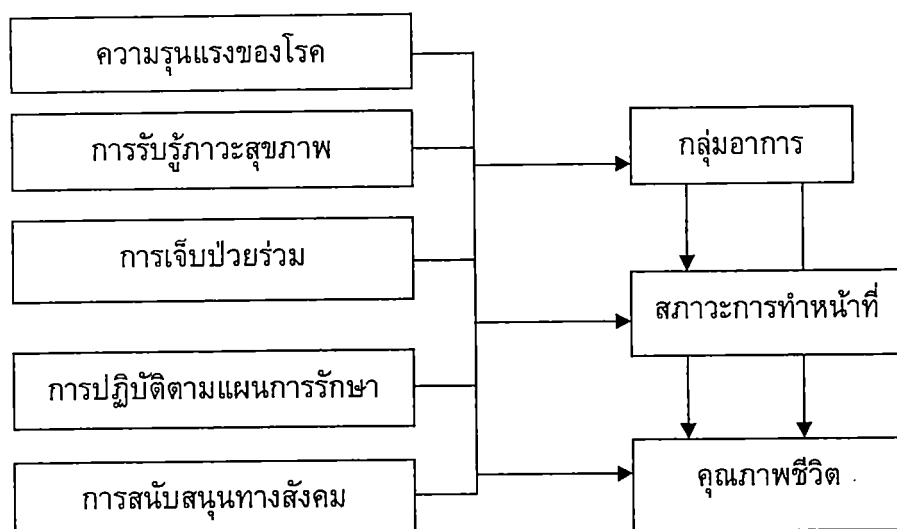 ความรุนแรงของโรค
การรับรู้ภาวะสุขภาพ
การเจ็บป่วยร่วม
การปฏิบัติตามแผนการรักษา
การสนับสนุนทางสังคม
กลุ่มอาการ
สภาวะการทำหน้าที่
คุณภาพชีวิต